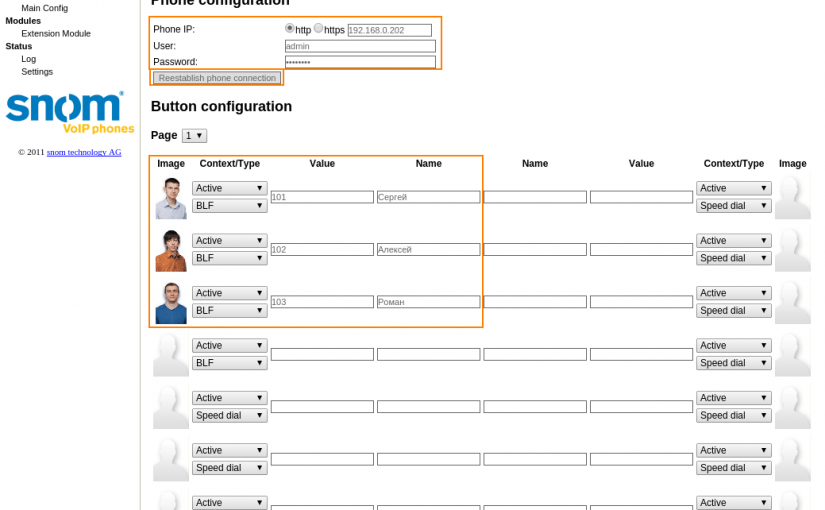 Main Config
Modules
Extension Module
Status
Log
Settings
snom
VoIP phones
© 2011 snom technology AG
Phone configuration
Phone IP: http https 192.168.0.202
User: admin
Password: ••••••••
Reestablish phone connection
Button configuration
Page 1
Image Context/Type Value Name Name Value Context/Type Image
Active Active
BLF 101 Сергей Speed dial
Active Active
BLF 102 Алексей Speed dial
Active Active
BLF 103 Роман Speed dial
Active Active
BLF Speed dial
Active Active
Speed dial Speed dial
Active Active
Speed dial Speed dial
Active Active